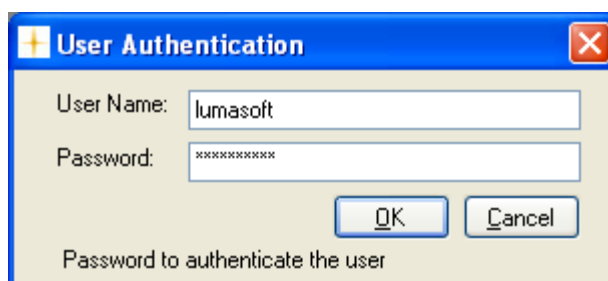 User Authentication
User Name: lumasoft
Password: **********
OK Cancel
Password to authenticate the user